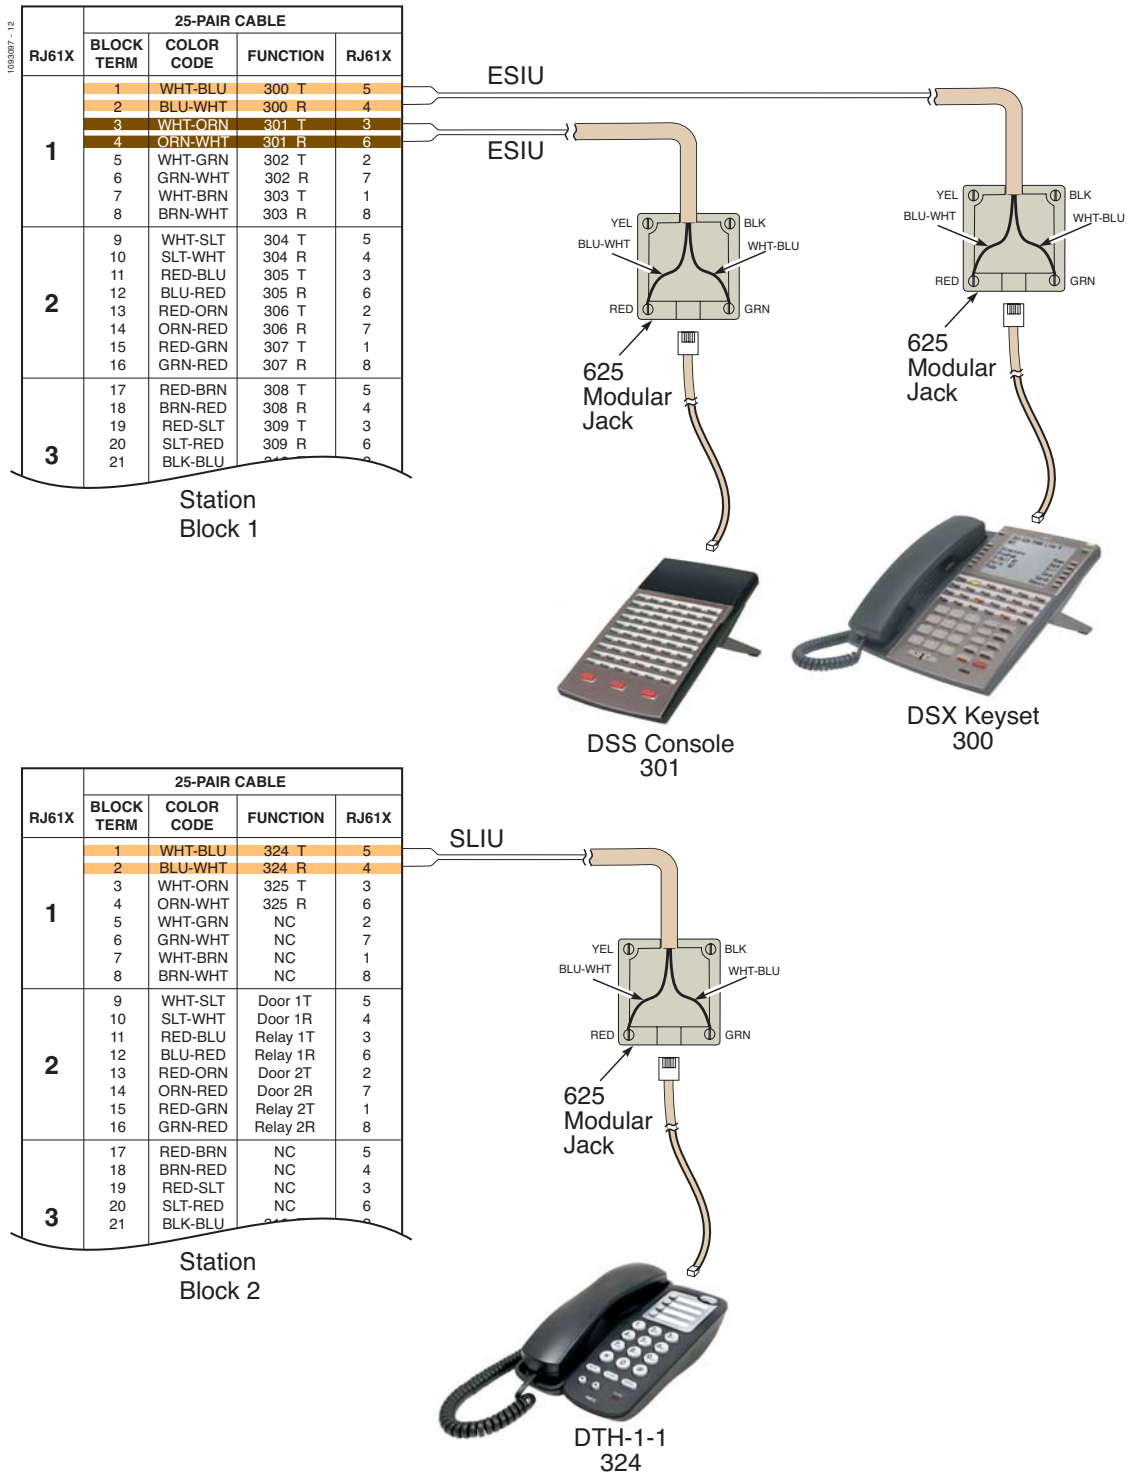 1093097 - 12
25-PAIR CABLE
RJ61X BLOCK TERM COLOR CODE FUNCTION RJ61X
1
1 WHT-BLU 300 T 5
2 BLU-WHT 300 R 4
3 WHT-ORN 301 T 3
4 ORN-WHT 301 R 6
5 WHT-GRN 302 T 2
6 GRN-WHT 302 R 7
7 WHT-BRN 303 T 1
8 BRN-WHT 303 R 8
2
9 WHT-SLT 304 T 5
10 SLT-WHT 304 R 4
11 RED-BLU 305 T 3
12 BLU-RED 305 R 6
13 RED-ORN 306 T 2
14 ORN-RED 306 R 7
15 RED-GRN 307 T 1
16 GRN-RED 307 R 8
3
17 RED-BRN 308 T 5
18 BRN-RED 308 R 4
19 RED-SLT 309 T 3
20 SLT-RED 309 R 6
21 BLK-BLU
Station
Block 1
ESIU
ESIU
YEL BLK
BLU-WHT WHT-BLU
RED GRN
625
Modular
Jack
YEL BLK
BLU-WHT WHT-BLU
RED GRN
625
Modular
Jack
DSS Console
301
DSX Keyset
300
25-PAIR CABLE
RJ61X BLOCK TERM COLOR CODE FUNCTION RJ61X
1
1 WHT-BLU 324 T 5
2 BLU-WHT 324 R 4
3 WHT-ORN 325 T 3
4 ORN-WHT 325 R 6
5 WHT-GRN NC 2
6 GRN-WHT NC 7
7 WHT-BRN NC 1
8 BRN-WHT NC 8
2
9 WHT-SLT Door 1T 5
10 SLT-WHT Door 1R 4
11 RED-BLU Relay 1T 3
12 BLU-RED Relay 1R 6
13 RED-ORN Door 2T 2
14 ORN-RED Door 2R 7
15 RED-GRN Relay 2T 1
16 GRN-RED Relay 2R 8
3
17 RED-BRN NC 5
18 BRN-RED NC 4
19 RED-SLT NC 3
20 SLT-RED NC 6
21 BLK-BLU
Station
Block 2
SLIU
YEL BLK
BLU-WHT WHT-BLU
RED GRN
625
Modular
Jack
DTH-1-1
324